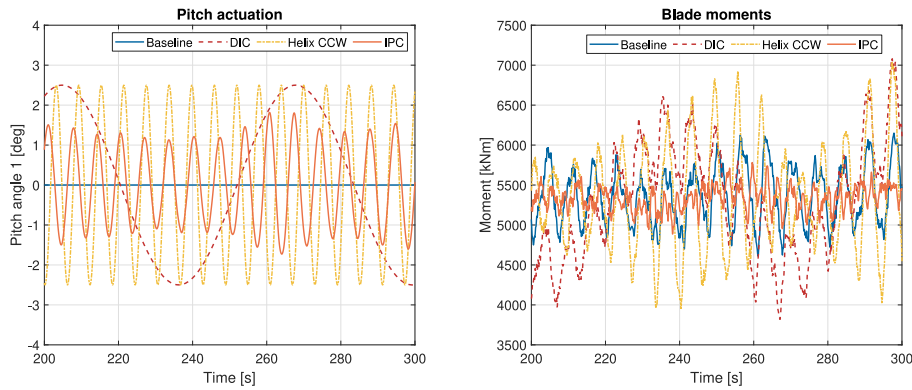 Pitch actuation
Baseline DIC Helix CCW IPC
4
3
2
1
0
-1
-2
-3
-4
Pitch angle 1 [deg]
200 220 240 260 280 300
Time [s]
Blade moments
Baseline DIC Helix CCW IPC
7500
7000
6500
6000
5500
5000
4500
4000
3500
Moment [kNm]
200 220 240 260 280 300
Time [s]